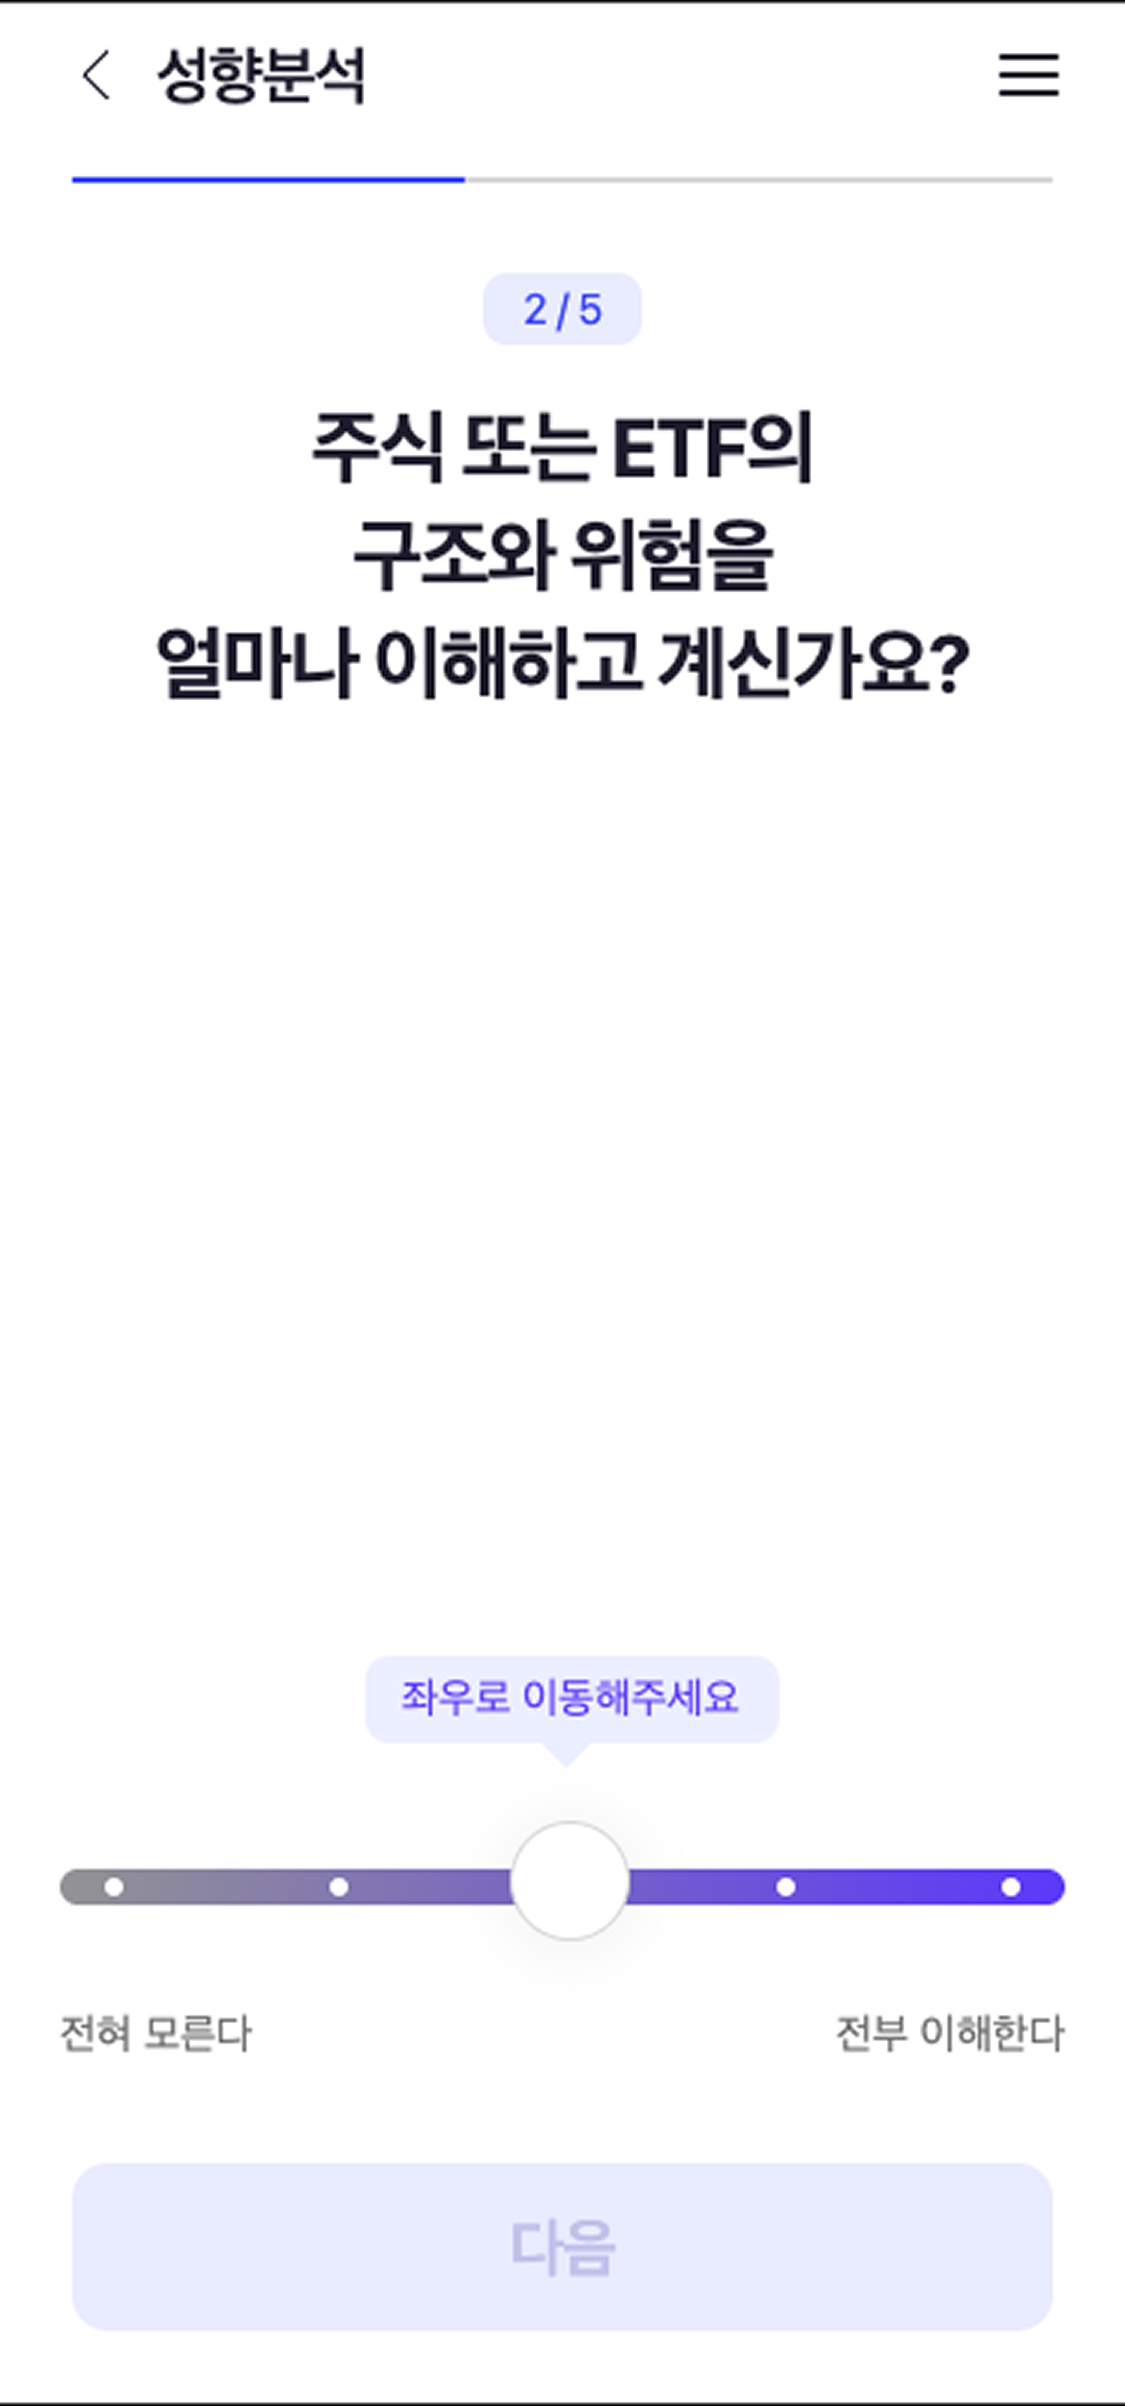 성향분석
2 / 5
주식 또는 ETF의
구조와 위험을
얼마나 이해하고 계신가요?
좌우로 이동해주세요
전혀 모른다
전부 이해한다
다음